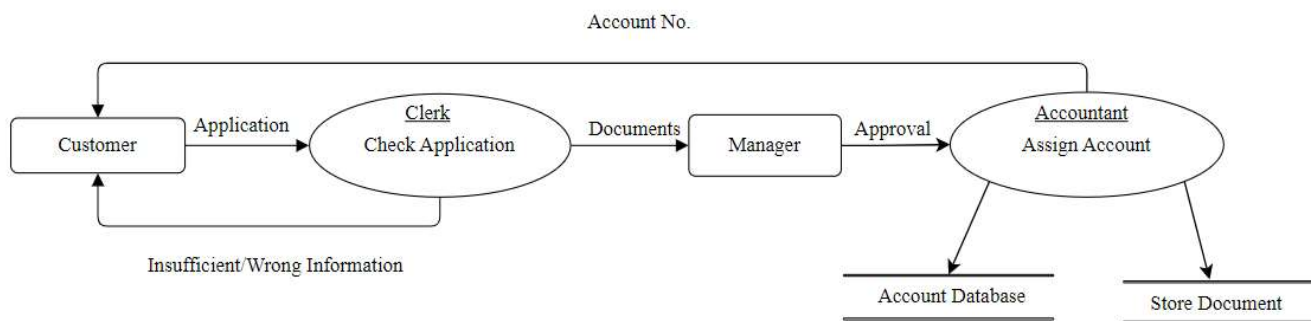 Account No.
Customer
Application
Clerk
Check Application
Documents
Manager
Approval
Accountant
Assign Account
Insufficient/Wrong Information
Account Database
Store Document